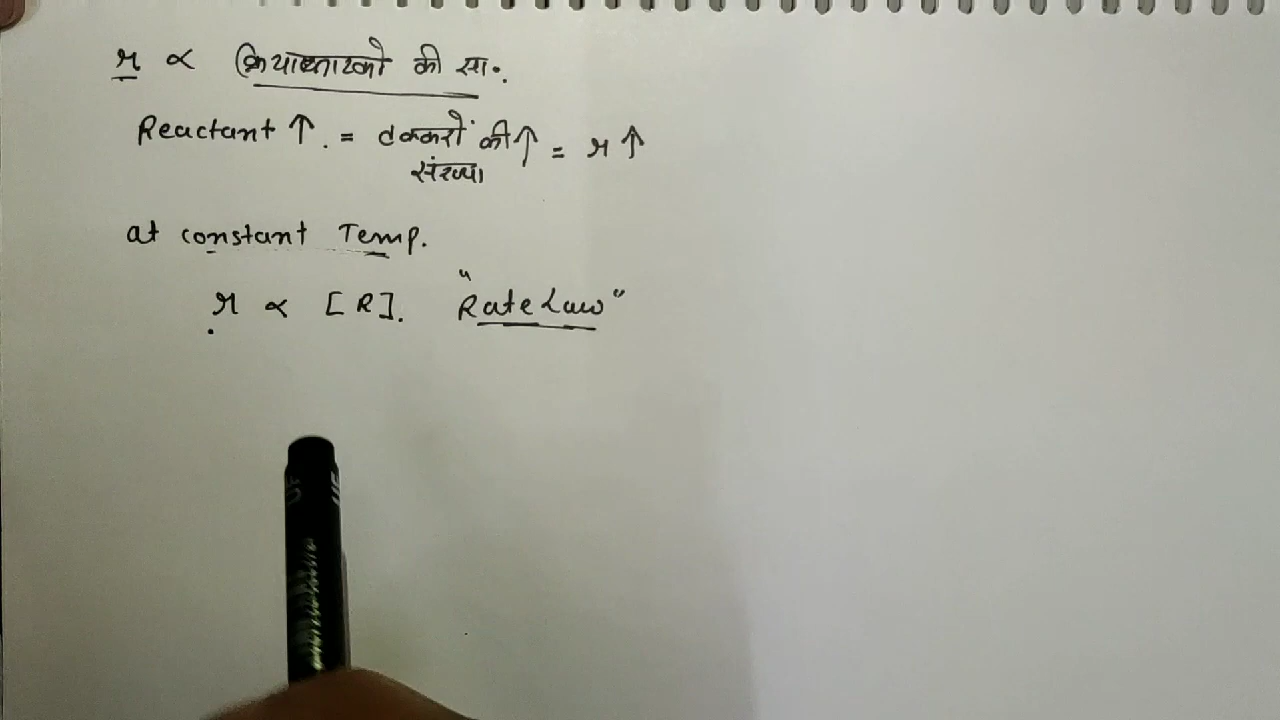 r ∝ क्रियाकारको की सा.
Reactant ↑. = टक्करों की ↑ = r ↑
संख्या
at constant Temp.
r ∝ [R]. "Rate Law"